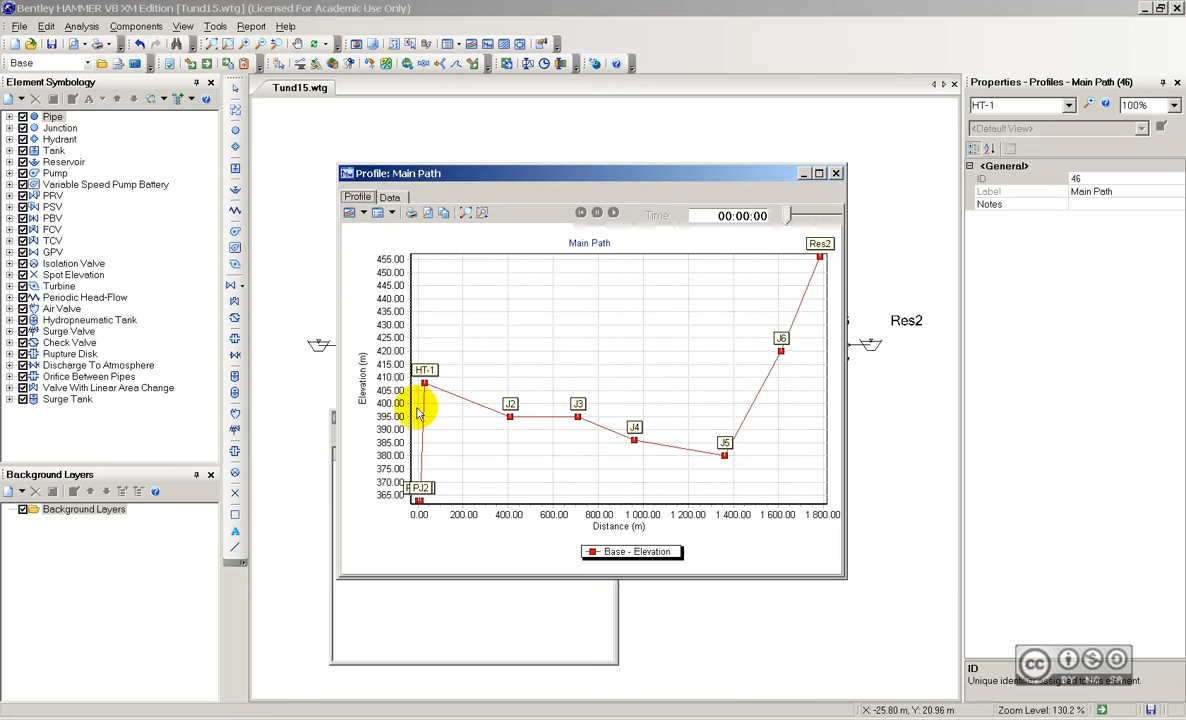 Bentley HAMMER V8 XM Edition [Tund15.wtg] (Licensed For Academic Use Only)
File Edit Analysis Components View Tools Report Help
Base
Element Symbology
Pipe
Junction
Hydrant
Tank
Reservoir
Pump
Variable Speed Pump Battery
PRV
PSV
PBV
FCV
TCV
GPV
Isolation Valve
Spot Elevation
Turbine
Periodic Head-Flow
Air Valve
Hydropneumatic Tank
Surge Valve
Check Valve
Rupture Disk
Discharge To Atmosphere
Orifice Between Pipes
Valve With Linear Area Change
Surge Tank
Background Layers
Background Layers
Tund15.wtg
Res2
Profile: Main Path
Profile Data
Time: 00:00:00
Main Path
Elevation (m)
455.00
450.00
445.00
440.00
435.00
430.00
425.00
420.00
415.00
410.00
405.00
400.00
395.00
390.00
385.00
380.00
375.00
370.00
365.00
HT-1
PJ2
J2
J3
J4
J5
J6
Res2
0.00 200.00 400.00 600.00 800.00 1 000.00 1 200.00 1 400.00 1 600.00 1 800.00
Distance (m)
Base - Elevation
Properties - Profiles - Main Path (46)
HT-1 100%
<Default View>
<General>
ID 46
Label Main Path
Notes
ID
Unique identifier assigned to this element.
cc
BY NC SA
X: -25.80 m, Y: 20.96 m Zoom Level: 130.2 %